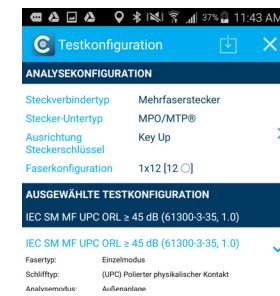 37% 11:43 AM
Testkonfiguration
ANALYSEKONFIGURATION
Steckverbindertyp Mehrfaserstecker
Stecker-Untertyp MPO/MTP®
Ausrichtung Key Up
Steckerschlüssel
Faserkonfiguration 1x12 [12 ○]
AUSGEWÄHLTE TESTKONFIGURATION
IEC SM MF UPC ORL ≥ 45 dB (61300-3-35, 1.0)
IEC SM MF UPC ORL ≥ 45 dB (61300-3-35, 1.0)
Fasertyp: Einzelmodus
Schlifftyp: (UPC) Polierter physikalischer Kontakt
Analysemodus: Außenanlage